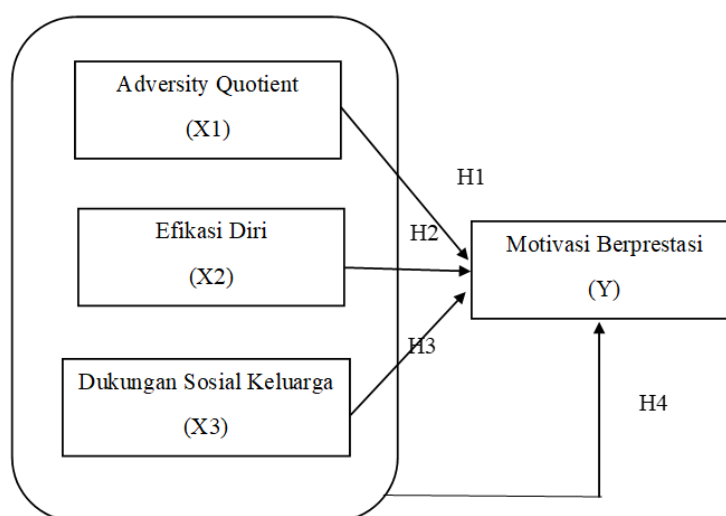 Adversity Quotient
(X1)
H1
Efikasi Diri
(X2)
H2
Motivasi Berprestasi
(Y)
Dukungan Sosial Keluarga
(X3)
H3
H4